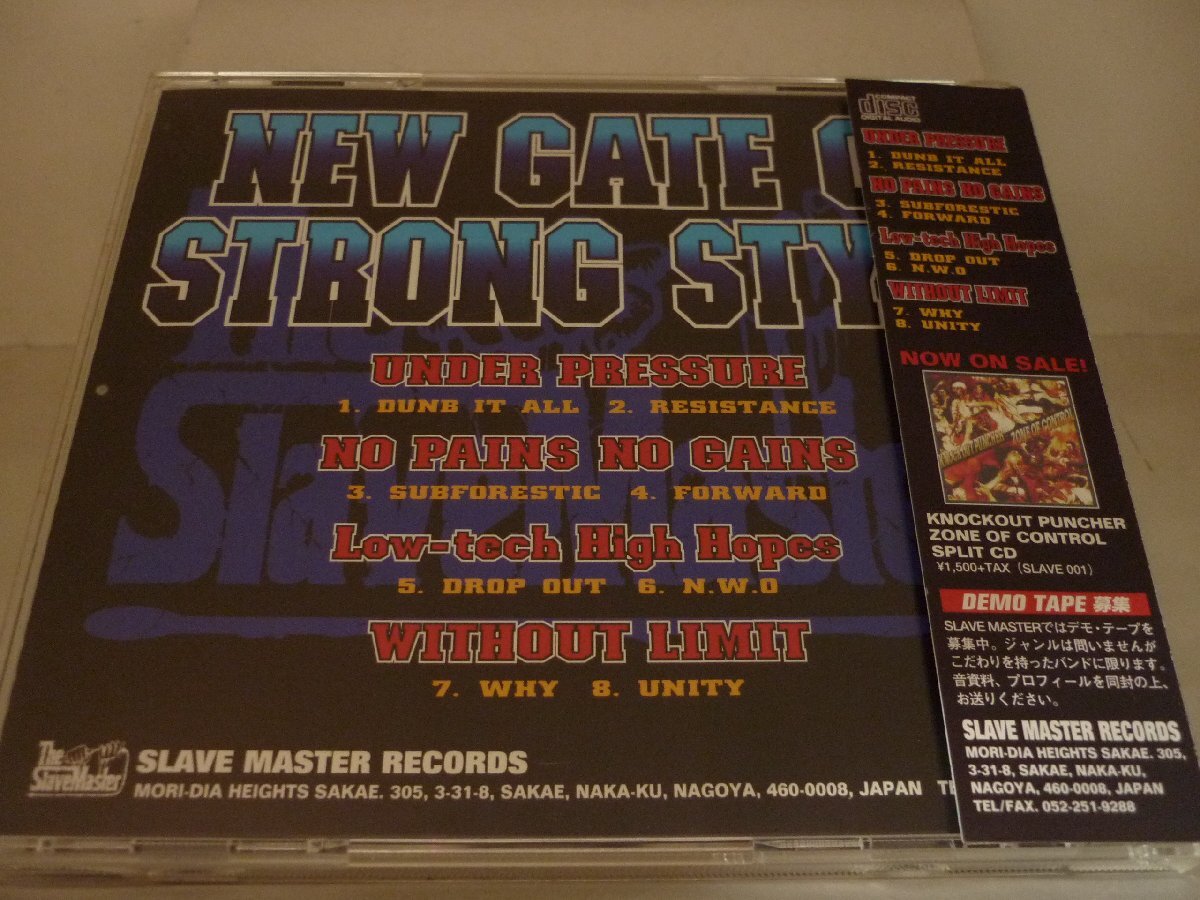 NEW GATE
STRONG STY
UNDER PRESSURE
1. DUNB IT ALL 2. RESISTANCE
NO PAINS NO GAINS
3. SUBFORESTIC 4. FORWARD
Low-tech High Hopes
5. DROP OUT 6. N.W.O
WITHOUT LIMIT
7. WHY 8. UNITY
The SlaveMaster
SLAVE MASTER RECORDS
MORI-DIA HEIGHTS SAKAE. 305, 3-31-8, SAKAE, NAKA-KU, NAGOYA, 460-0008, JAPAN
COMPACT
disc
DIGITAL AUDIO
UNDER PRESSURE
1. DUNB IT ALL
2. RESISTANCE
NO PAINS NO GAINS
3. SUBFORESTIC
4. FORWARD
Low-tech High Hopes
5. DROP OUT
6. N.W.O
WITHOUT LIMIT
7. WHY
8. UNITY
NOW ON SALE!
KNOCKOUT PUNCHER ZONE OF CONTROL
KNOCKOUT PUNCHER
ZONE OF CONTROL
SPLIT CD
¥1,500+TAX (SLAVE 001)
DEMO TAPE 募集
SLAVE MASTERではデモ・テープを
募集中。ジャンルは問いませんが
こだわりを持ったバンドに限ります。
音資料、プロフィールを同封の上、
お送りください。
SLAVE MASTER RECORDS
MORI-DIA HEIGHTS SAKAE. 305,
3-31-8, SAKAE, NAKA-KU,
NAGOYA, 460-0008, JAPAN
TEL/FAX. 052-251-9288